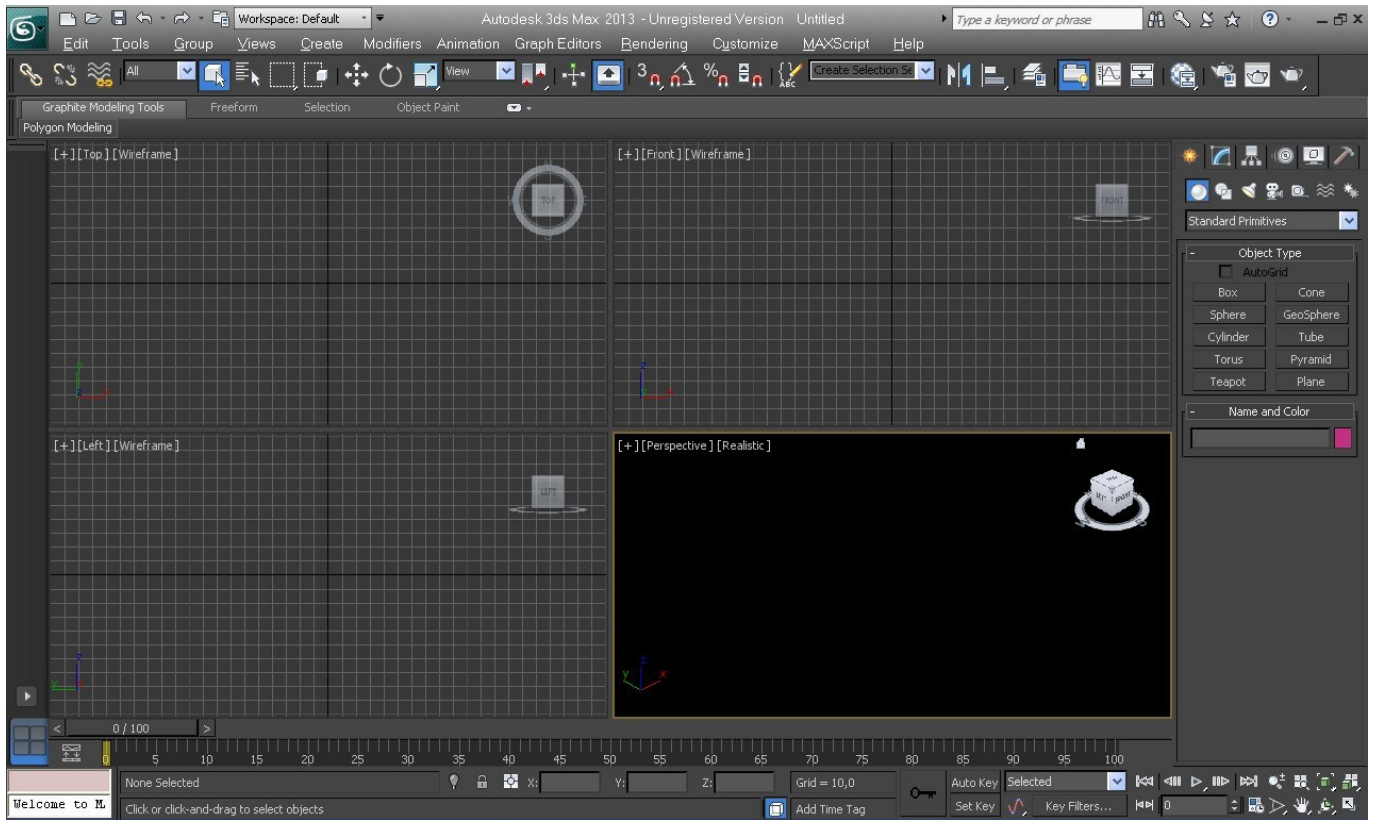 Workspace: Default
Autodesk 3ds Max 2013 - Unregistered Version Untitled
Type a keyword or phrase
Edit Tools Group Views Create Modifiers Animation Graph Editors Rendering Customize MAXScript Help
All
View
3
%
ABC
Create Selection Se
Graphite Modeling Tools Freeform Selection Object Paint
Polygon Modeling
[+][Top][Wireframe]
TOP
y
z x
[+][Front][Wireframe]
FRONT
z
y x
[+][Left][Wireframe]
LEFT
z
y x
[+][Perspective][Realistic]
FRONT
z
y x
Standard Primitives
- Object Type
AutoGrid
Box Cone
Sphere GeoSphere
Cylinder Tube
Torus Pyramid
Teapot Plane
- Name and Color
< 0 / 100 >
0 5 10 15 20 25 30 35 40 45 50 55 60 65 70 75 80 85 90 95 100
None Selected X: Y: Z: Grid = 10,0 Auto Key Selected
Welcome to M
Click or click-and-drag to select objects Add Time Tag Set Key Key Filters... 0